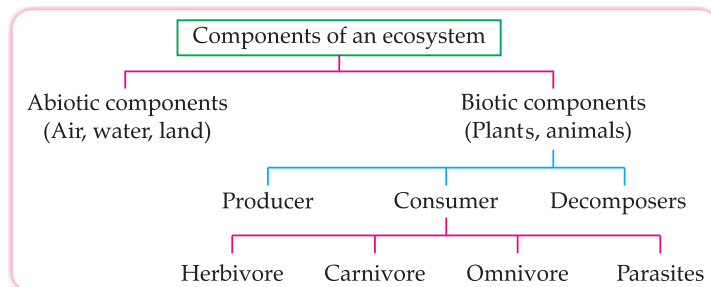 Components of an ecosystem
Abiotic components
(Air, water, land)
Biotic components
(Plants, animals)
Producer
Consumer
Decomposers
Herbivore
Carnivore
Omnivore
Parasites